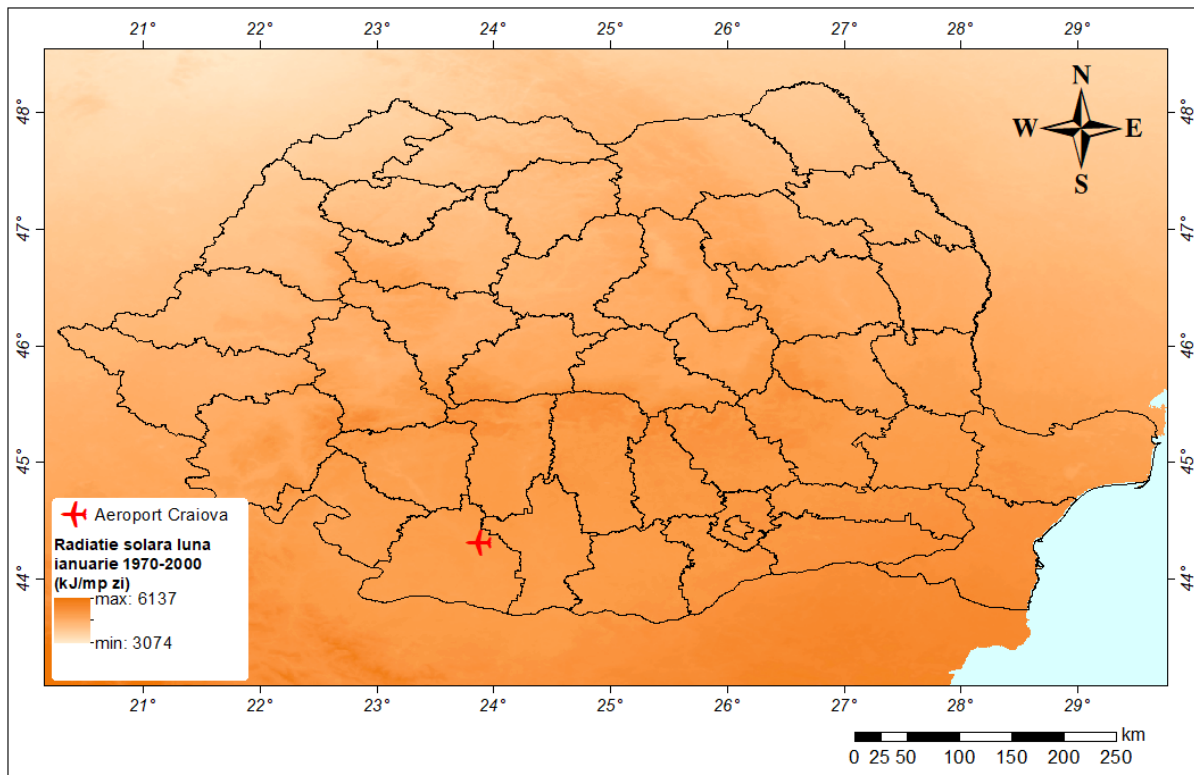 21° 22° 23° 24° 25° 26° 27° 28° 29°
N
W E
S
48° 48°
47° 47°
46° 46°
45° 45°
44° 44°
Aeroport Craiova
Radiatie solara luna
ianuarie 1970-2000
(kJ/mp zi)
max: 6137
min: 3074
21° 22° 23° 24° 25° 26° 27° 28° 29°
km
0 25 50 100 150 200 250